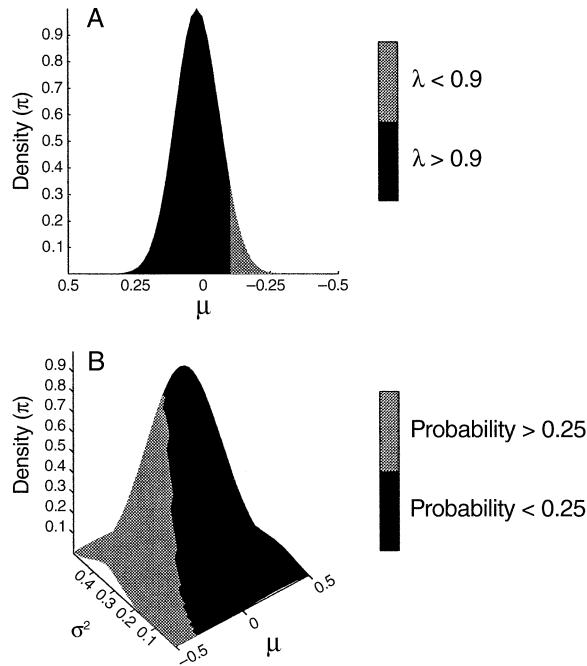 A
Density (π)
0.9
0.8
0.7
0.6
0.5
0.4
0.3
0.2
0.1
0.5 0.25 0 −0.25 −0.5
μ
λ < 0.9
λ > 0.9
B
Density (π)
0.9
0.8
0.7
0.6
0.5
0.4
0.3
0.2
0.1
0.4 0.3 0.2 0.1
σ²
−0.5 0 0.5
μ
Probability > 0.25
Probability < 0.25